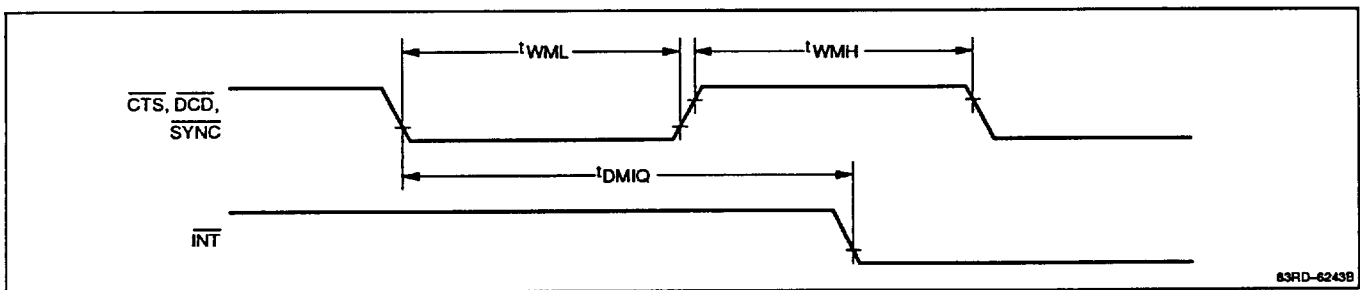 tWML
tWMH
CTS, DCD,
SYNC
tDMIQ
INT
83RD-6243B